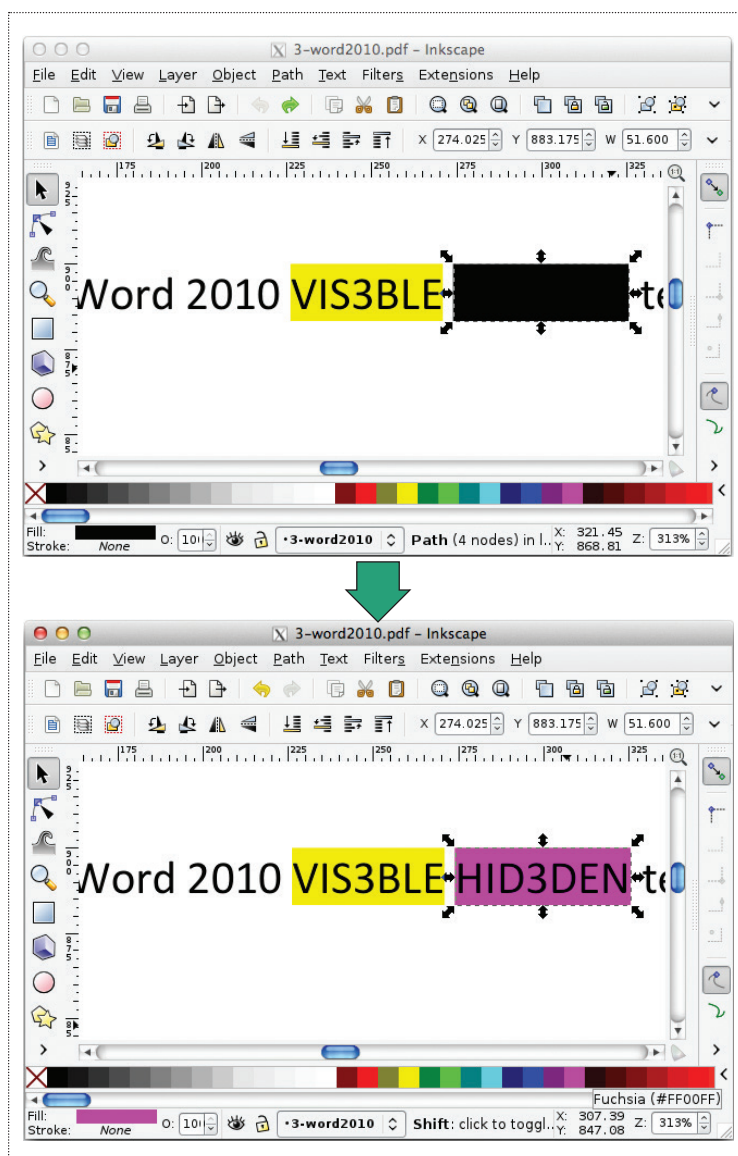 3-word2010.pdf - Inkscape
File Edit View Layer Object Path Text Filters Extensions Help
X 274.025 Y 883.175 W 51.600
175 200 225 250 275 300 325
Word 2010 VIS3BLE te
Fill:
Stroke: None O: 10 •3-word2010 Path (4 nodes) in l.. X: 321.45 Y: 868.81 Z: 313%
3-word2010.pdf - Inkscape
File Edit View Layer Object Path Text Filters Extensions Help
X 274.025 Y 883.175 W 51.600
175 200 225 250 275 300 325
Word 2010 VIS3BLE HID3DEN te
Fuchsia (#FF00FF)
Fill:
Stroke: None O: 10 •3-word2010 Shift: click to toggl.. X: 307.39 Y: 847.08 Z: 313%